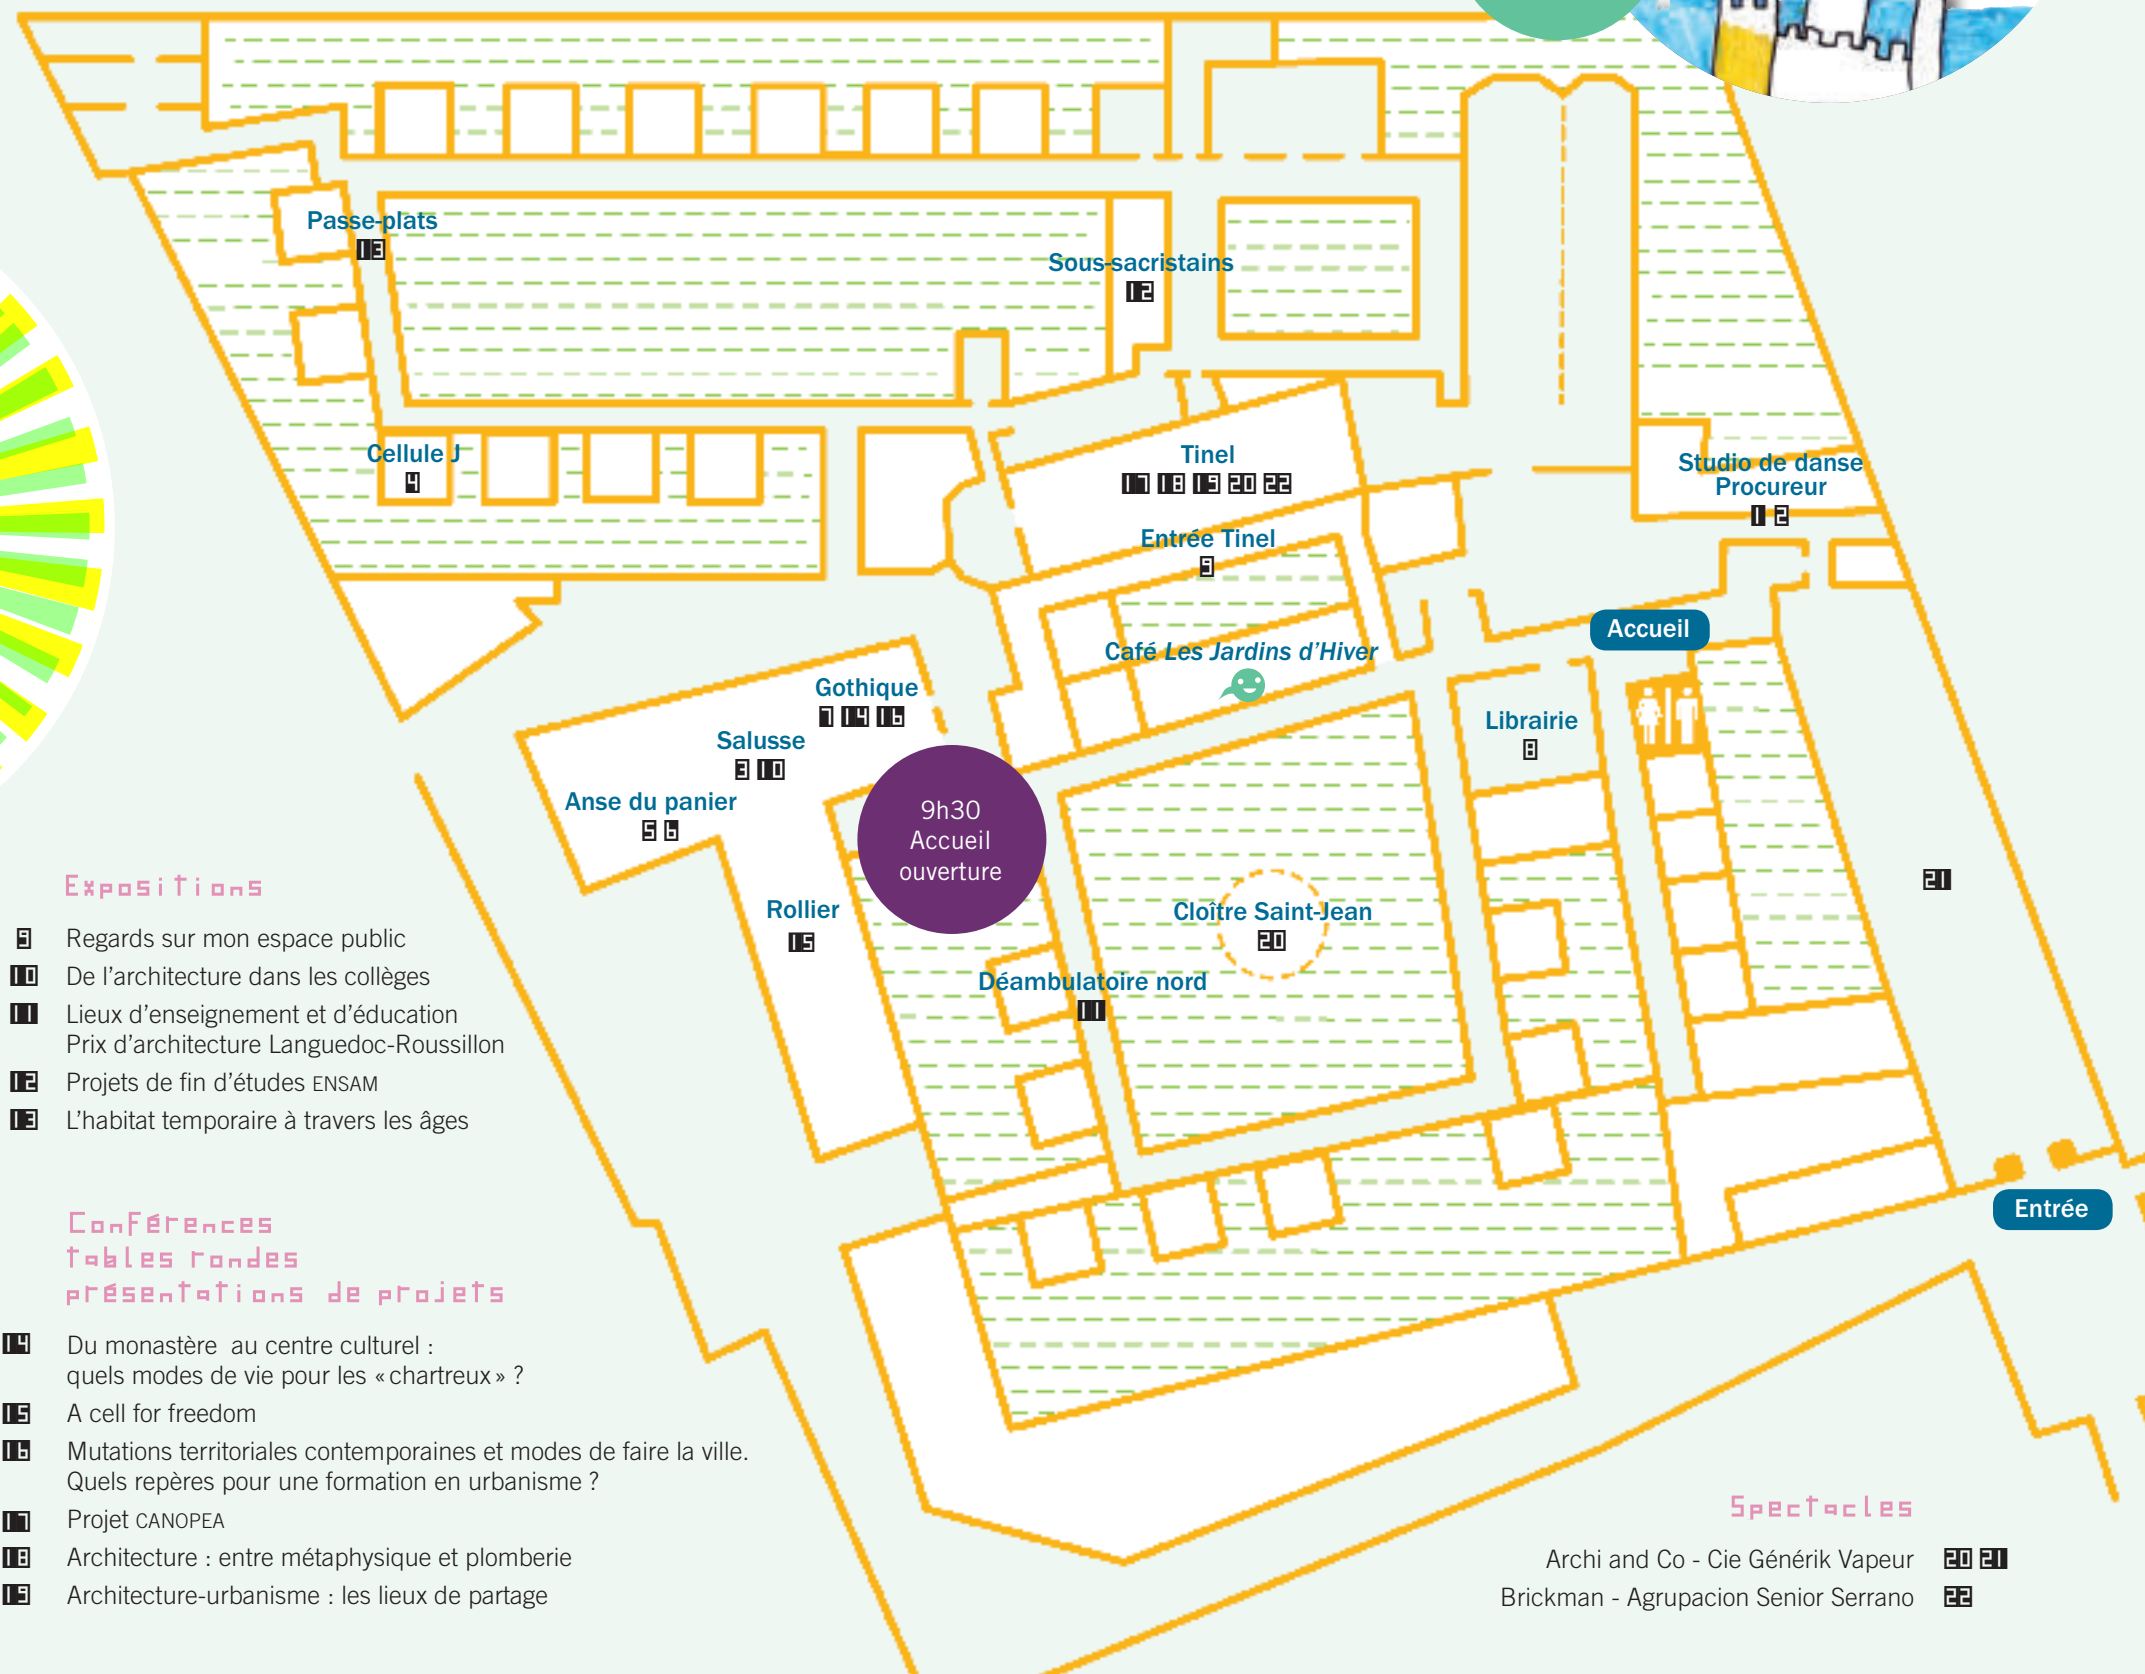 Passe-plats
13
Sous-sacristains
12
Cellule J
4
Tinel
17 18 19 20 22
Studio de danse
Procureur
1 2
Entrée Tinel
9
Accueil
Café Les Jardins d’Hiver
Gothique
7 14 16
Librairie
8
Salusse
3 10
Anse du panier
5 6
9h30
Accueil
ouverture
21
Rollier
15
Cloître Saint-Jean
20
Déambulatoire nord
11
Entrée
Expositions
9 Regards sur mon espace public
10 De l’architecture dans les collèges
11 Lieux d’enseignement et d’éducation
Prix d’architecture Languedoc-Roussillon
12 Projets de fin d’études ENSAM
13 L’habitat temporaire à travers les âges
Conférences
tables rondes
présentations de projets
14 Du monastère au centre culturel :
quels modes de vie pour les « chartreux » ?
15 A cell for freedom
16 Mutations territoriales contemporaines et modes de faire la ville.
Quels repères pour une formation en urbanisme ?
17 Projet CANOPEA
18 Architecture : entre métaphysique et plomberie
19 Architecture-urbanisme : les lieux de partage
Spectacles
Archi and Co - Cie Générik Vapeur 20 21
Brickman - Agrupacion Senior Serrano 22